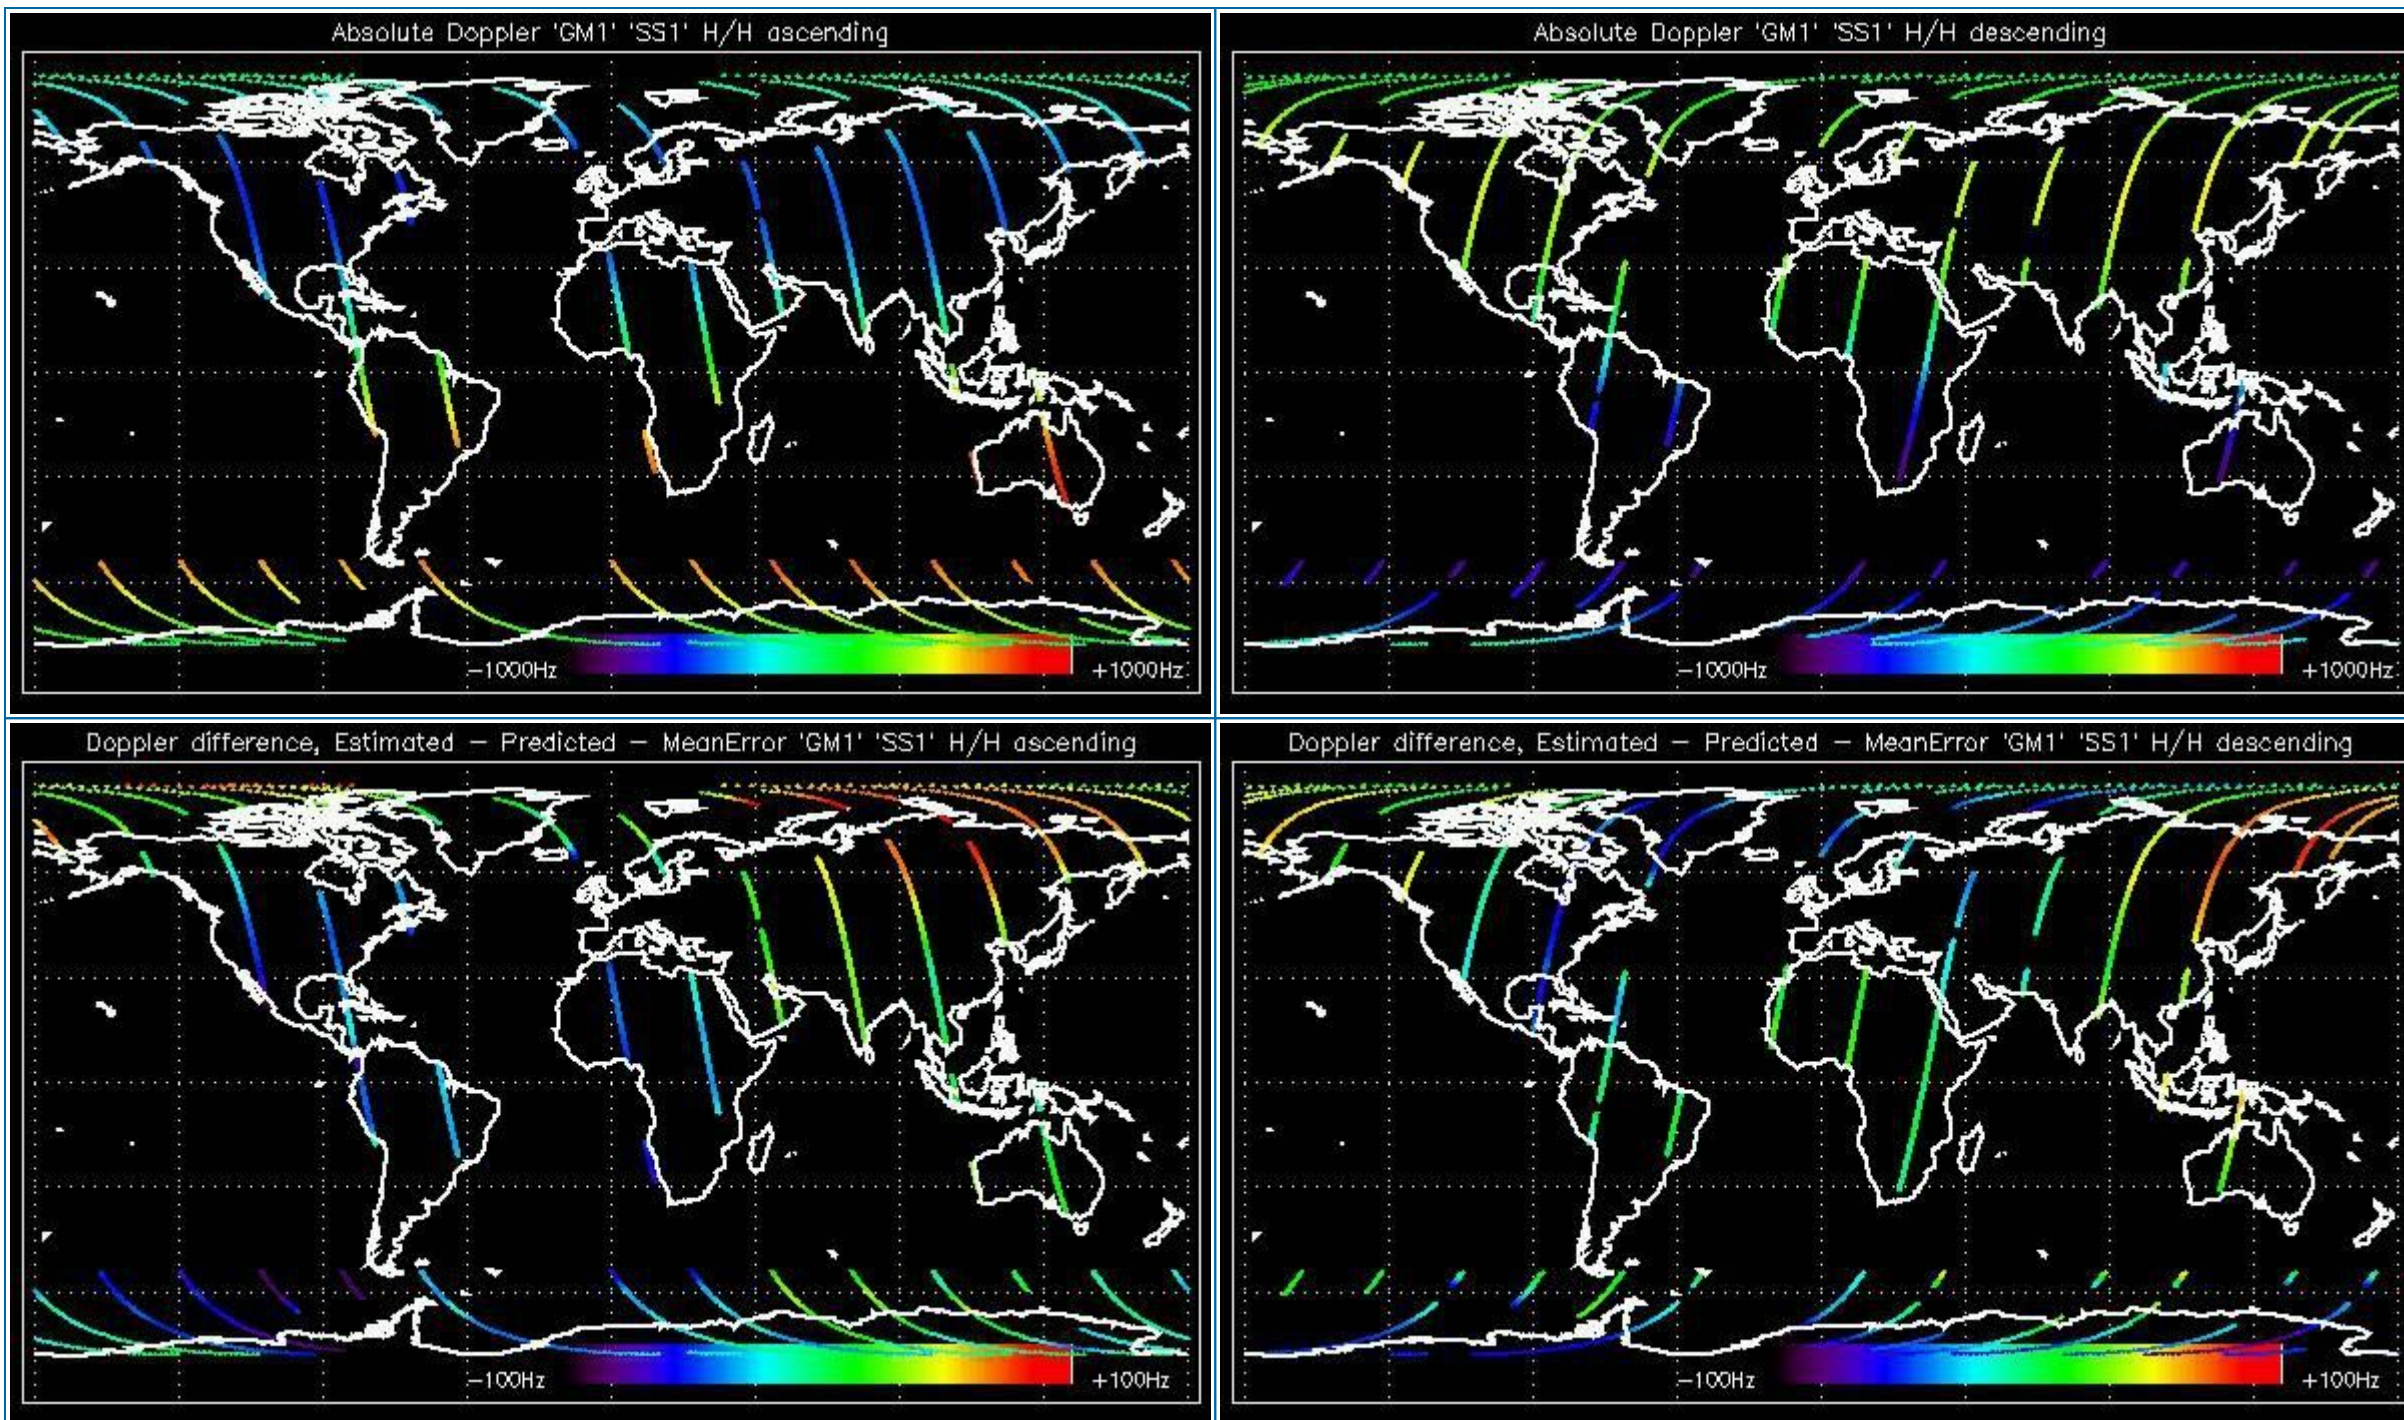 Absolute Doppler 'GM1' 'SS1' H/H ascending
−1000Hz
+1000Hz
Absolute Doppler 'GM1' 'SS1' H/H descending
−1000Hz
+1000Hz
Doppler difference, Estimated − Predicted − MeanError 'GM1' 'SS1' H/H ascending
−100Hz
+100Hz
Doppler difference, Estimated − Predicted − MeanError 'GM1' 'SS1' H/H descending
−100Hz
+100Hz